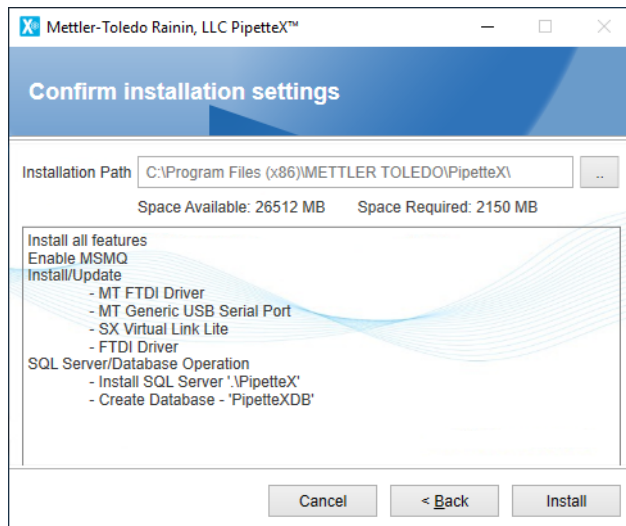 Mettler-Toledo Rainin, LLC PipetteX™
Confirm installation settings
Installation Path C:\Program Files (x86)\METTLER TOLEDO\PipetteX\ ..
Space Available: 26512 MB Space Required: 2150 MB
Install all features
Enable MSMQ
Install/Update
- MT FTDI Driver
- MT Generic USB Serial Port
- SX Virtual Link Lite
- FTDI Driver
SQL Server/Database Operation
- Install SQL Server '.\PipetteX'
- Create Database - 'PipetteXDB'
Cancel < Back Install